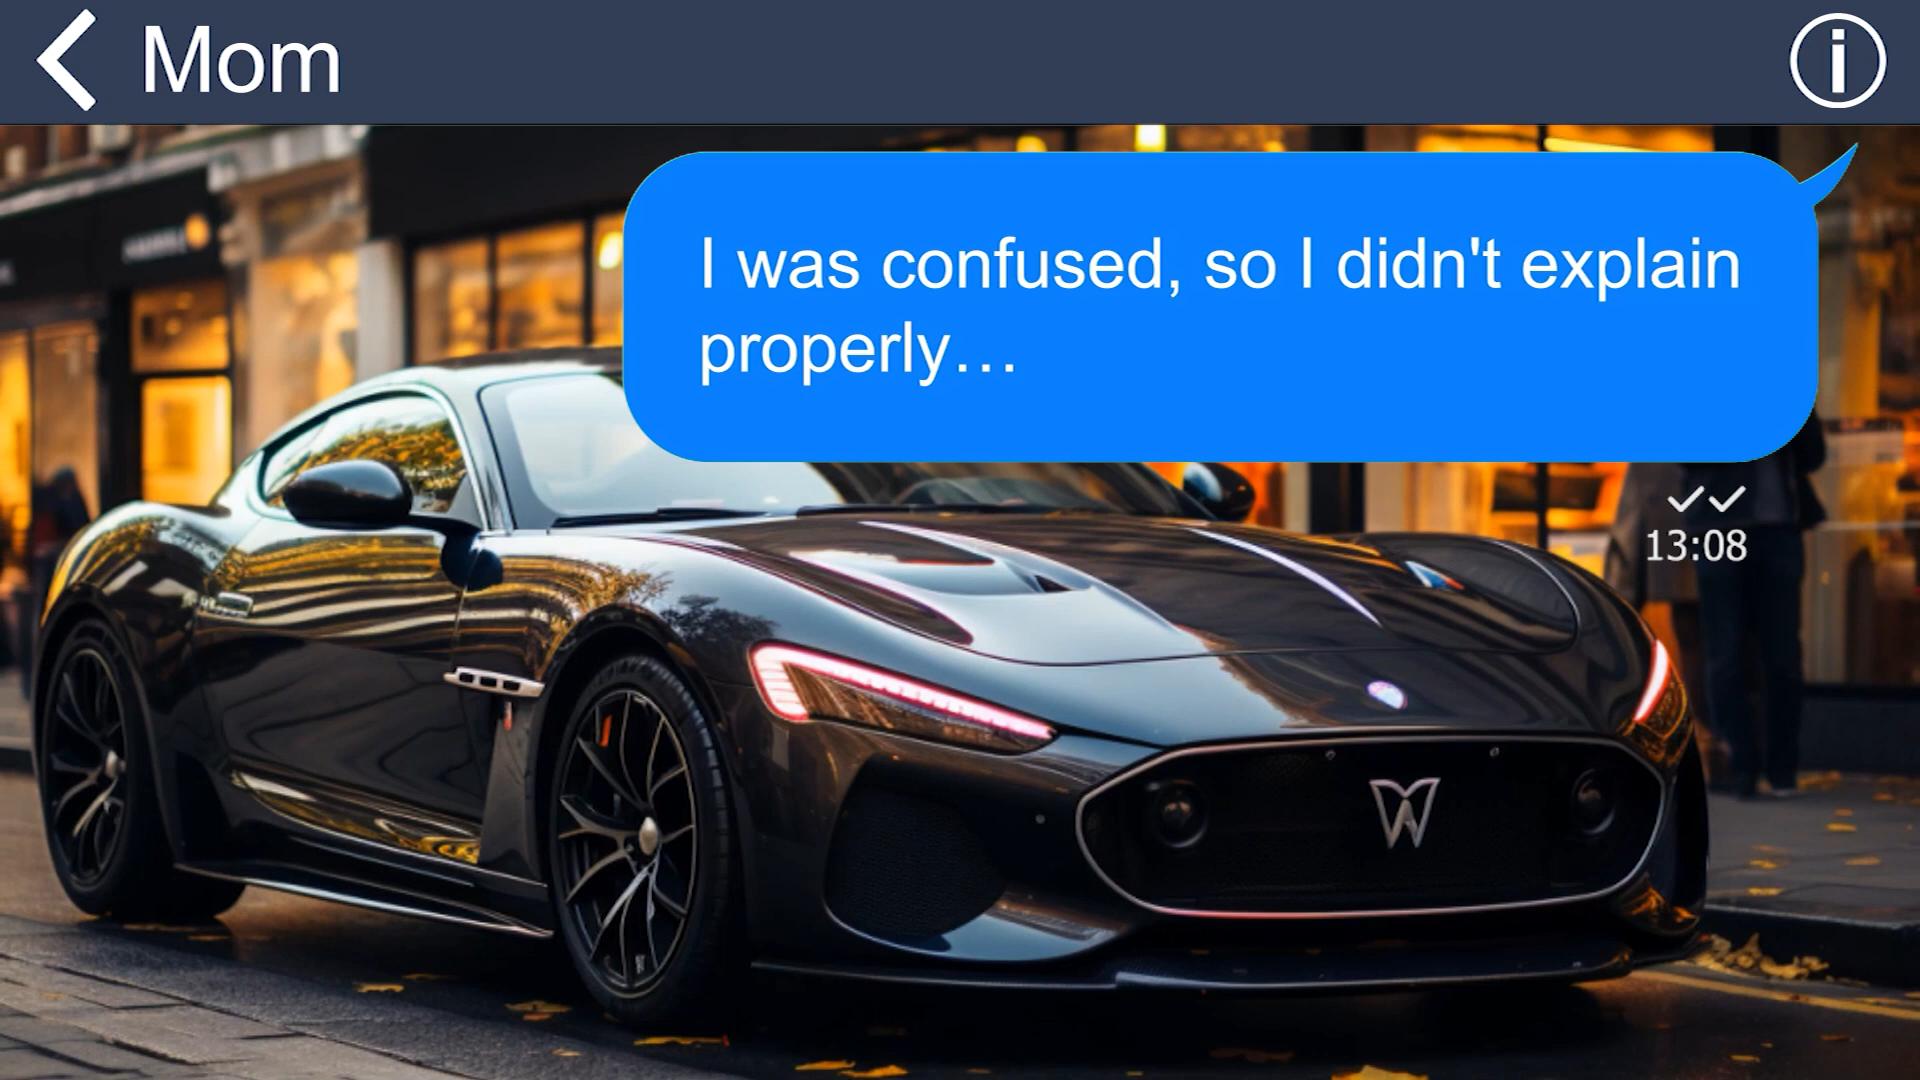 Mom
I was confused, so I didn't explain
properly…
13:08